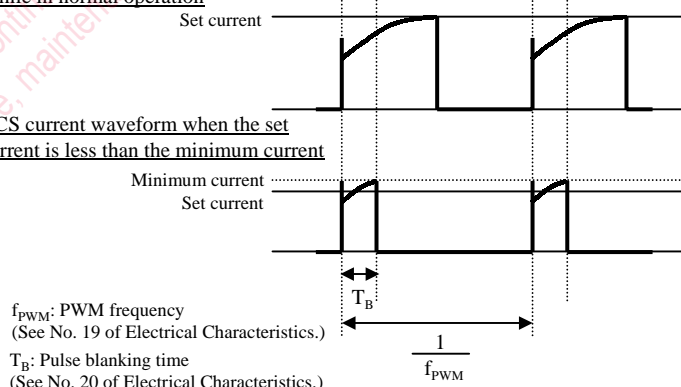 while in normal operation
Set current
CS current waveform when the set
current is less than the minimum current
Minimum current
Set current
T_B
f_PWM: PWM frequency
(See No. 19 of Electrical Characteristics.)
1
f_PWM
T_B: Pulse blanking time
(See No. 20 of Electrical Characteristics.)